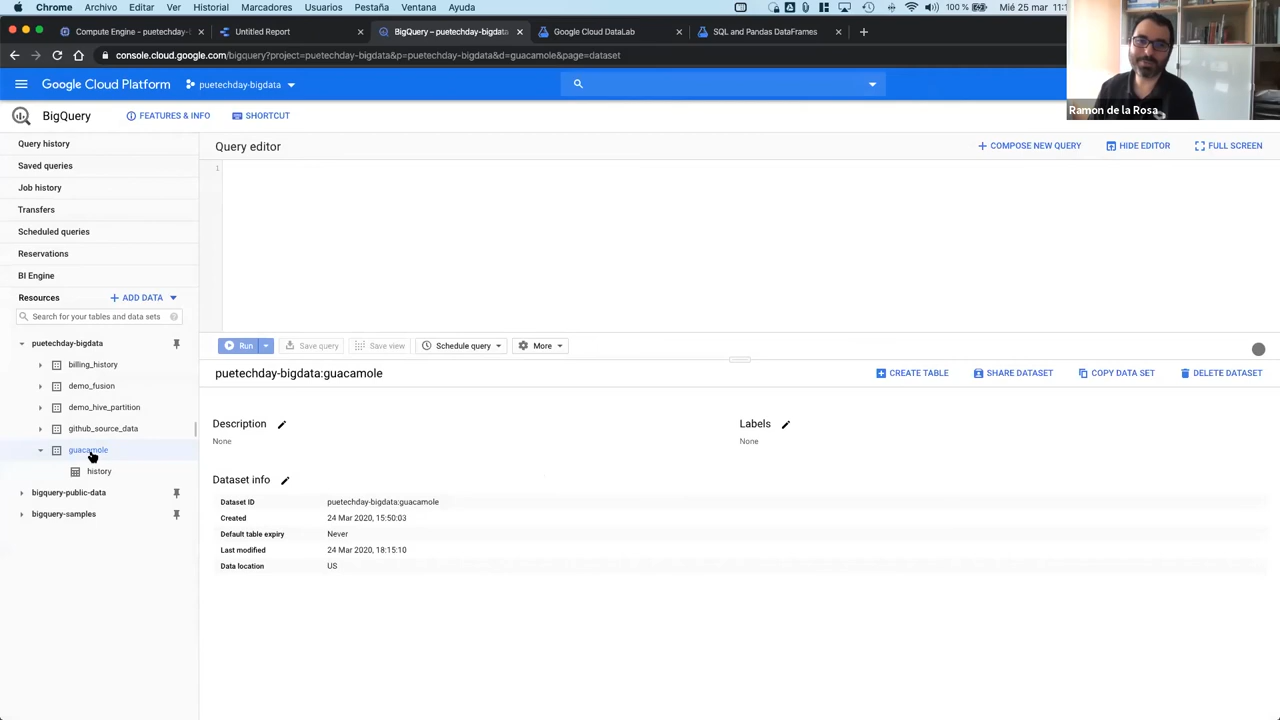 Chrome Archivo Editar Ver Historial Marcadores Usuarios Pestaña Ventana Ayuda 100 % Mié 25 mar
Compute Engine - puetechday-b Untitled Report BigQuery – puetechday-bigdata Google Cloud DataLab SQL and Pandas DataFrames
console.cloud.google.com/bigquery?project=puetechday-bigdata&p=puetechday-bigdata&d=guacamole&page=dataset
Google Cloud Platform puetechday-bigdata
Ramon de la Rosa
BigQuery FEATURES & INFO SHORTCUT
Query history
Saved queries
Job history
Transfers
Scheduled queries
Reservations
BI Engine
Resources ADD DATA
Search for your tables and data sets
puetechday-bigdata
billing_history
demo_fusion
demo_hive_partition
github_source_data
guacamole
history
bigquery-public-data
bigquery-samples
Query editor COMPOSE NEW QUERY HIDE EDITOR FULL SCREEN
1
Run Save query Save view Schedule query More
puetechday-bigdata:guacamole CREATE TABLE SHARE DATASET COPY DATA SET DELETE DATASET
Description Labels
None None
Dataset info
Dataset ID puetechday-bigdata:guacamole
Created 24 Mar 2020, 15:50:03
Default table expiry Never
Last modified 24 Mar 2020, 18:15:10
Data location US